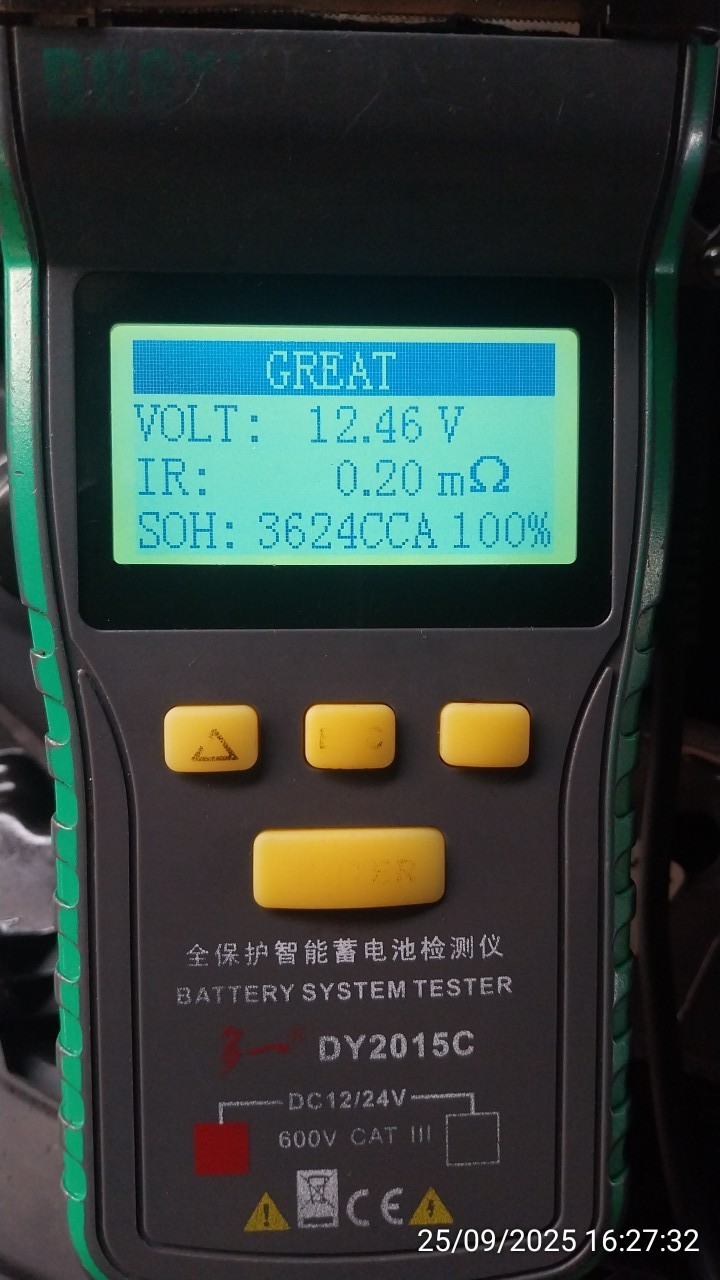 GREAT
VOLT: 12.46 V
IR: 0.20 mΩ
SOH: 3624CCA 100%
全保护智能蓄电池检测仪
BATTERY SYSTEM TESTER
DY2015C
DC12/24V
600V CAT III
CE
25/09/2025 16:27:32